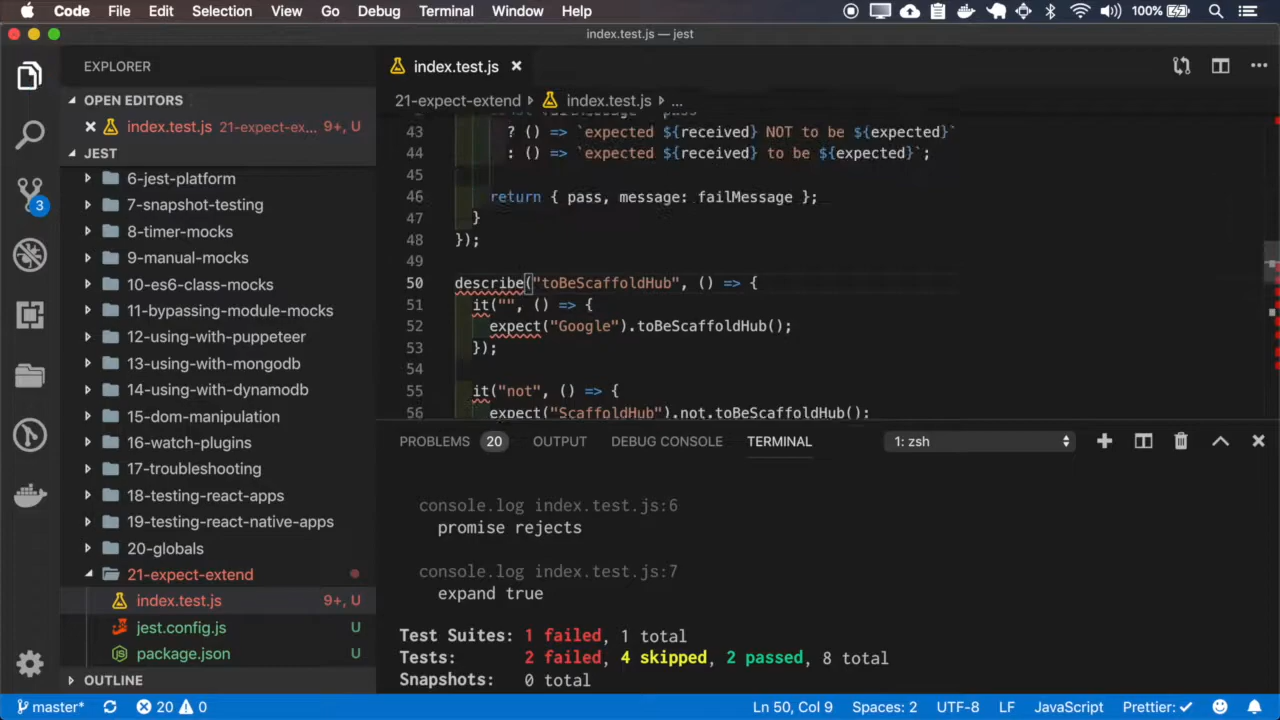 Code File Edit Selection View Go Debug Terminal Window Help 100%
index.test.js — jest
EXPLORER
OPEN EDITORS
index.test.js 21-expect-ex... 9+, U
JEST
6-jest-platform
7-snapshot-testing
8-timer-mocks
9-manual-mocks
10-es6-class-mocks
11-bypassing-module-mocks
12-using-with-puppeteer
13-using-with-mongodb
14-using-with-dynamodb
15-dom-manipulation
16-watch-plugins
17-troubleshooting
18-testing-react-apps
19-testing-react-native-apps
20-globals
21-expect-extend
index.test.js 9+, U
jest.config.js U
package.json U
OUTLINE
index.test.js
21-expect-extend index.test.js ...
43 ? () => `expected ${received} NOT to be ${expected}`
44 : () => `expected ${received} to be ${expected}`;
45
46 return { pass, message: failMessage };
47 }
48 });
49
50 describe("toBeScaffoldHub", () => {
51 it("", () => {
52 expect("Google").toBeScaffoldHub();
53 });
54
55 it("not", () => {
56 expect("ScaffoldHub").not.toBeScaffoldHub();
PROBLEMS 20 OUTPUT DEBUG CONSOLE TERMINAL 1: zsh
console.log index.test.js:6
promise rejects
console.log index.test.js:7
expand true
Test Suites: 1 failed, 1 total
Tests: 2 failed, 4 skipped, 2 passed, 8 total
Snapshots: 0 total
3
master* 20 0 Ln 50, Col 9 Spaces: 2 UTF-8 LF JavaScript Prettier: ✓